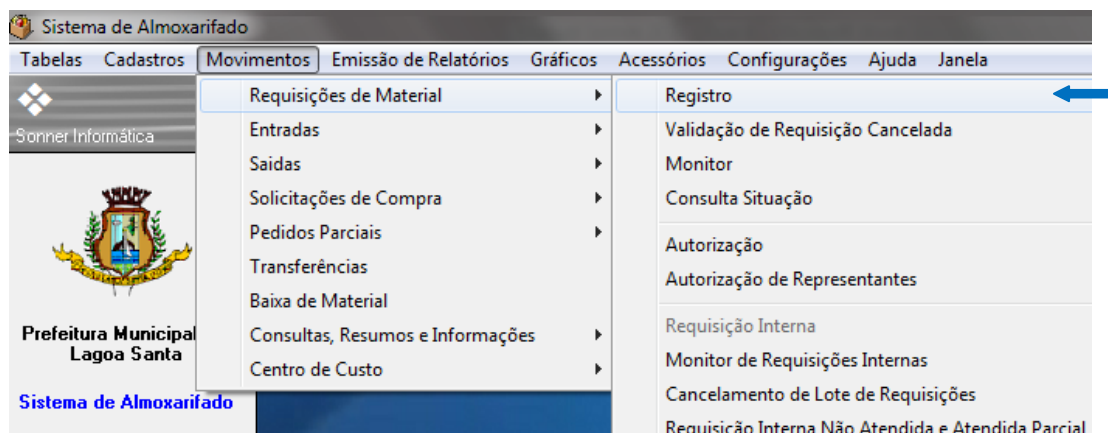 Sistema de Almoxarifado
Tabelas Cadastros Movimentos Emissão de Relatórios Gráficos Acessórios Configurações Ajuda Janela
Sonner Informática
Prefeitura Municipal
Lagoa Santa
Sistema de Almoxarifado
Requisições de Material
Entradas
Saidas
Solicitações de Compra
Pedidos Parciais
Transferências
Baixa de Material
Consultas, Resumos e Informações
Centro de Custo
Registro
Validação de Requisição Cancelada
Monitor
Consulta Situação
Autorização
Autorização de Representantes
Requisição Interna
Monitor de Requisições Internas
Cancelamento de Lote de Requisições
Requisição Interna Não Atendida e Atendida Parcial